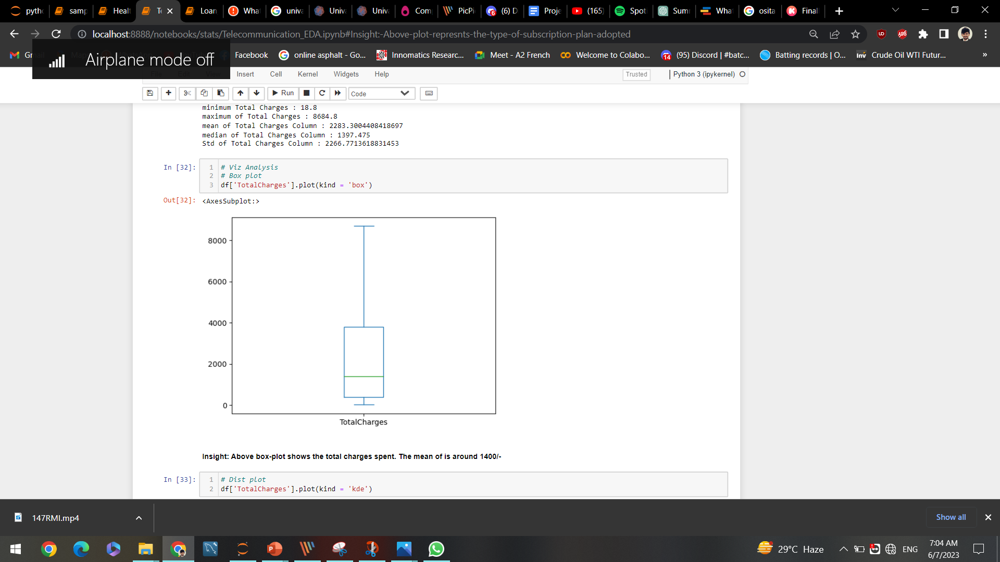 pyth
samp
Healt
Te
Loan
Wha
univa
Univa
Univ
Com
PicPi
(6) D
Proje
(165)
Spoti
Sum
Wha
osita
Final
localhost:8888/notebooks/stats/Telecommunication_EDA.ipynb#Insight:-Above-plot-represnts-the-type-of-subscription-plan-adopted
Airplane mode off
Facebook
online asphalt - Go...
Innomatics Researc...
Meet - A2 French
Welcome to Colabo...
(95) Discord | #batc...
Batting records | O...
Crude Oil WTI Futur...
»
File Edit View Insert Cell Kernel Widgets Help
Trusted
Python 3 (ipykernel)
Run
Code
minimum Total Charges : 18.8
maximum of Total Charges : 8684.8
mean of Total Charges Column : 2283.3004408418697
median of Total Charges Column : 1397.475
Std of Total Charges Column : 2266.7713618831453
In [32]:
1 # Viz Analysis
2 # Box plot
3 df['TotalCharges'].plot(kind = 'box')
Out[32]: <AxesSubplot:>
8000
6000
4000
2000
0
TotalCharges
Insight: Above box-plot shows the total charges spent. The mean of is around 1400/-
In [33]:
1 # Dist plot
2 df['TotalCharges'].plot(kind = 'kde')
147RMI.mp4
Show all
29°C Haze
ENG
7:04 AM
6/7/2023